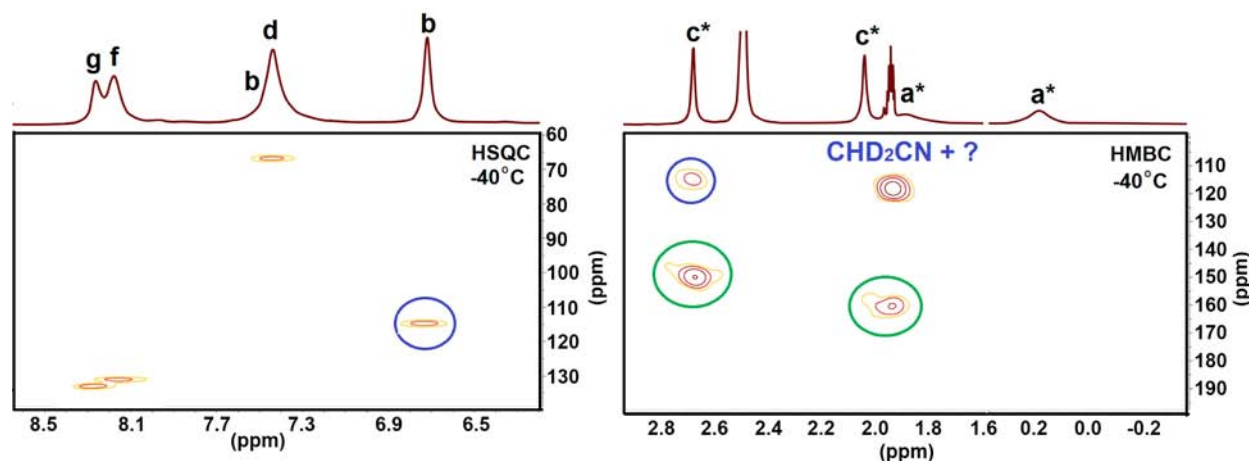 g f b d b
HSQC
-40°C
60
70
80
90
100
110
120
130
(ppm)
8.5 8.1 7.7 7.3 6.9 6.5
(ppm)
c* c* a* a*
CHD₂CN + ?
HMBC
-40°C
110
120
130
140
150
160
170
180
190
(ppm)
2.8 2.6 2.4 2.2 2.0 1.8 1.6 0.2 0.0 -0.2
(ppm) (ppm)